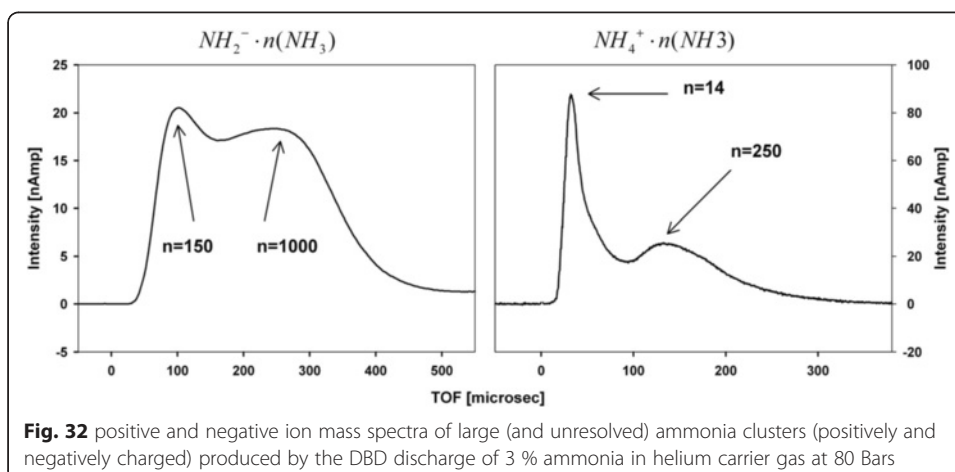 NH₂⁻ · n(NH₃)
NH₄⁺ · n(NH3)
Intensity [nAmp]
25
20
15
10
5
0
-5
n=150
n=1000
0 100 200 300 400 500
n=14
n=250
0 100 200 300
100
80
60
40
20
0
-20
Intensity [nAmp]
TOF [microsec]
Fig. 32 positive and negative ion mass spectra of large (and unresolved) ammonia clusters (positively and
negatively charged) produced by the DBD discharge of 3 % ammonia in helium carrier gas at 80 Bars